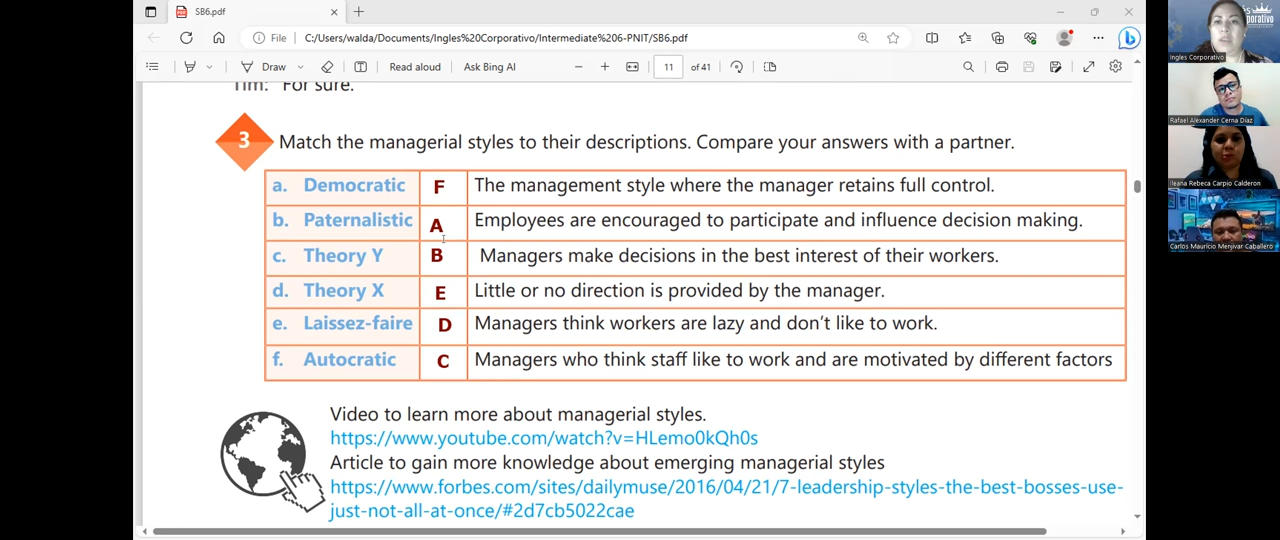 SB6.pdf
File
C:/Users/walda/Documents/Ingles%20Corporativo/Intermediate%206-PNIT/SB6.pdf
Draw
Read aloud
Ask Bing AI
11
of 41
Tim: For sure.
3
Match the managerial styles to their descriptions. Compare your answers with a partner.
a. Democratic F The management style where the manager retains full control.
b. Paternalistic A Employees are encouraged to participate and influence decision making.
c. Theory Y B Managers make decisions in the best interest of their workers.
d. Theory X E Little or no direction is provided by the manager.
e. Laissez-faire D Managers think workers are lazy and don't like to work.
f. Autocratic C Managers who think staff like to work and are motivated by different factors
Video to learn more about managerial styles.
https://www.youtube.com/watch?v=HLemo0kQh0s
Article to gain more knowledge about emerging managerial styles
https://www.forbes.com/sites/dailymuse/2016/04/21/7-leadership-styles-the-best-bosses-use-
just-not-all-at-once/#2d7cb5022cae
Ingles Corporativo
Rafael Alexander Cerna Díaz
Ileana Rebeca Carpio Calderon
Carlos Mauricio Menjivar Caballero